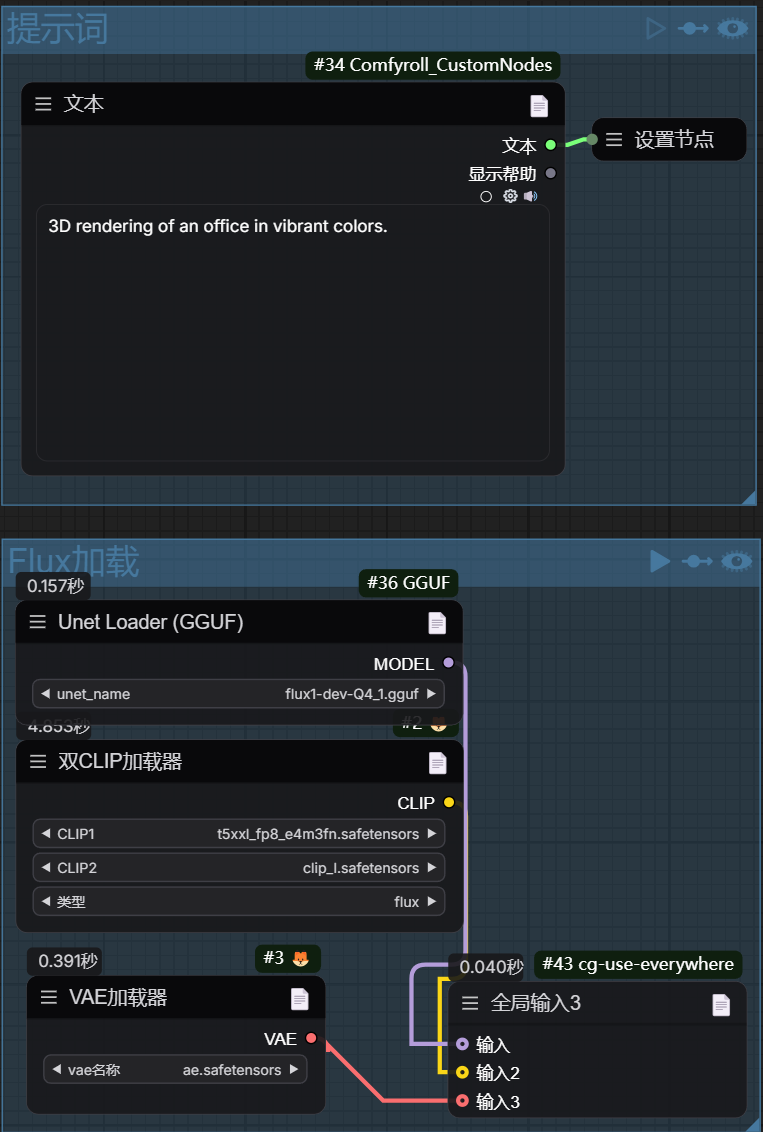 提示词
#34 Comfyroll_CustomNodes
文本
文本
设置节点
显示帮助
3D rendering of an office in vibrant colors.
Flux加载
0.157秒
#36 GGUF
Unet Loader (GGUF)
MODEL
unet_name flux1-dev-Q4_1.gguf
4.853秒
#2
双CLIP加载器
CLIP
CLIP1 t5xxl_fp8_e4m3fn.safetensors
CLIP2 clip_l.safetensors
类型 flux
0.391秒
#3
VAE加载器
VAE
vae名称 ae.safetensors
0.040秒
#43 cg-use-everywhere
全局输入3
输入
输入2
输入3